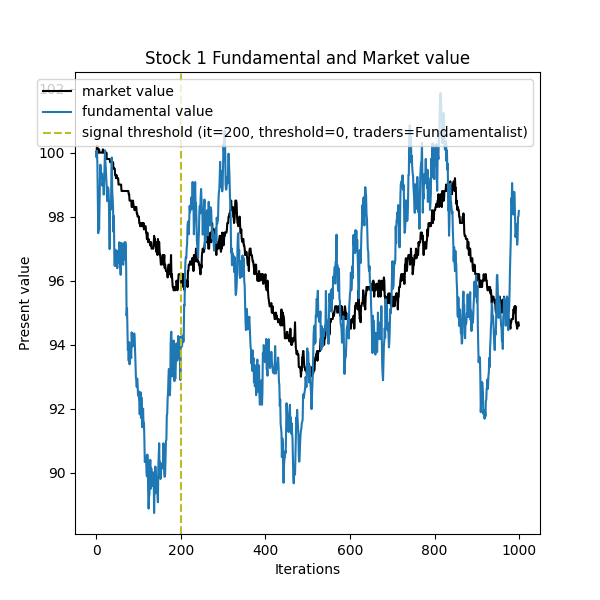 Stock 1 Fundamental and Market value
market value
fundamental value
signal threshold (it=200, threshold=0, traders=Fundamentalist)
102
100
98
96
94
92
90
Present value
0 200 400 600 800 1000
Iterations